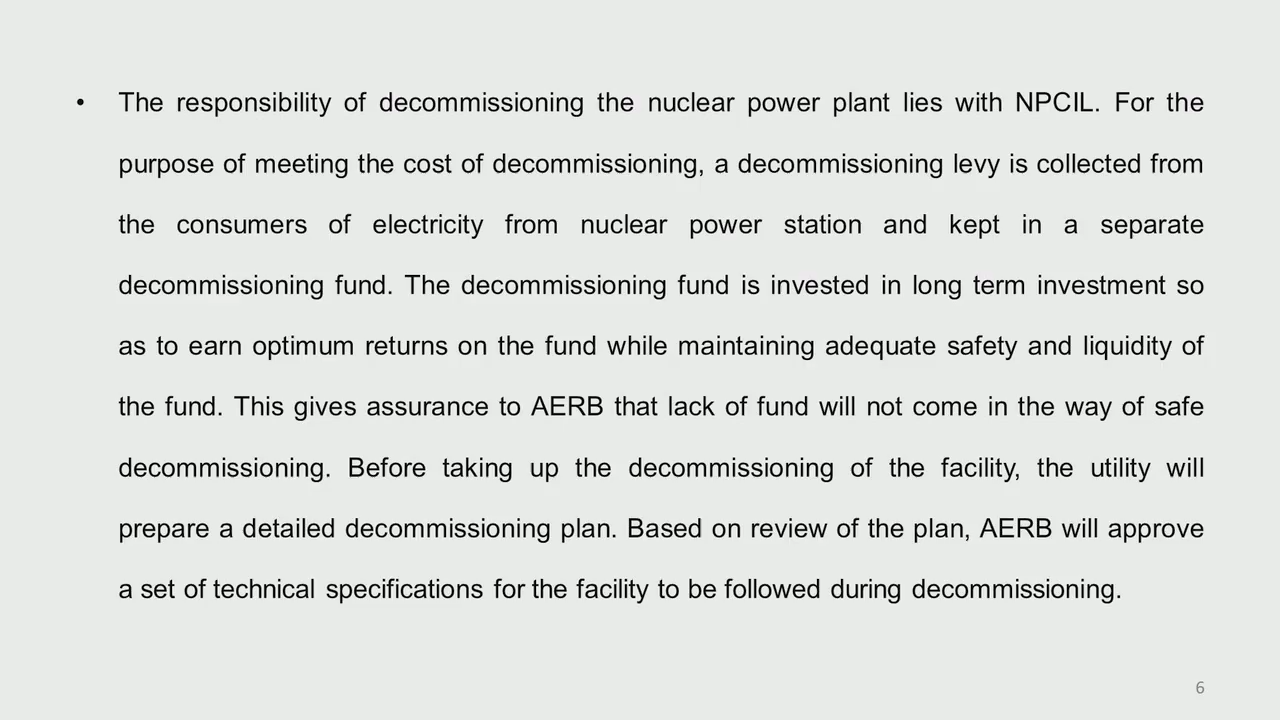 • The responsibility of decommissioning the nuclear power plant lies with NPCIL. For the
purpose of meeting the cost of decommissioning, a decommissioning levy is collected from
the consumers of electricity from nuclear power station and kept in a separate
decommissioning fund. The decommissioning fund is invested in long term investment so
as to earn optimum returns on the fund while maintaining adequate safety and liquidity of
the fund. This gives assurance to AERB that lack of fund will not come in the way of safe
decommissioning. Before taking up the decommissioning of the facility, the utility will
prepare a detailed decommissioning plan. Based on review of the plan, AERB will approve
a set of technical specifications for the facility to be followed during decommissioning.
6